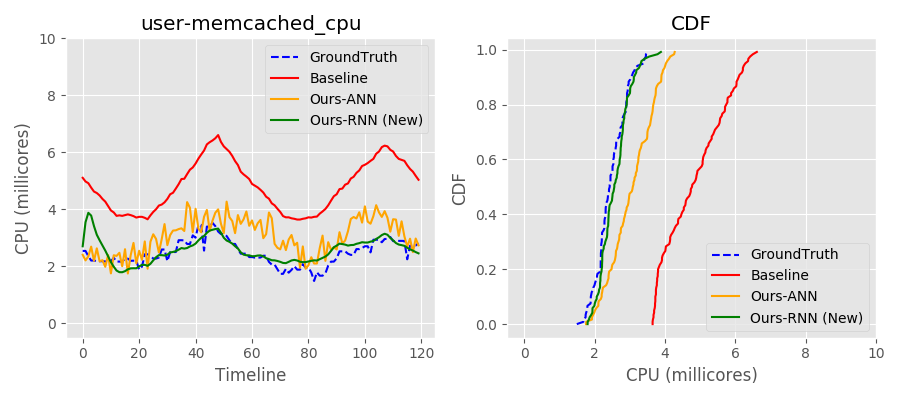 user-memcached_cpu
CPU (millicores)
10
8
6
4
2
0
GroundTruth
Baseline
Ours-ANN
Ours-RNN (New)
0 20 40 60 80 100 120
Timeline
CDF
CDF
1.0
0.8
0.6
0.4
0.2
0.0
GroundTruth
Baseline
Ours-ANN
Ours-RNN (New)
0 2 4 6 8 10
CPU (millicores)